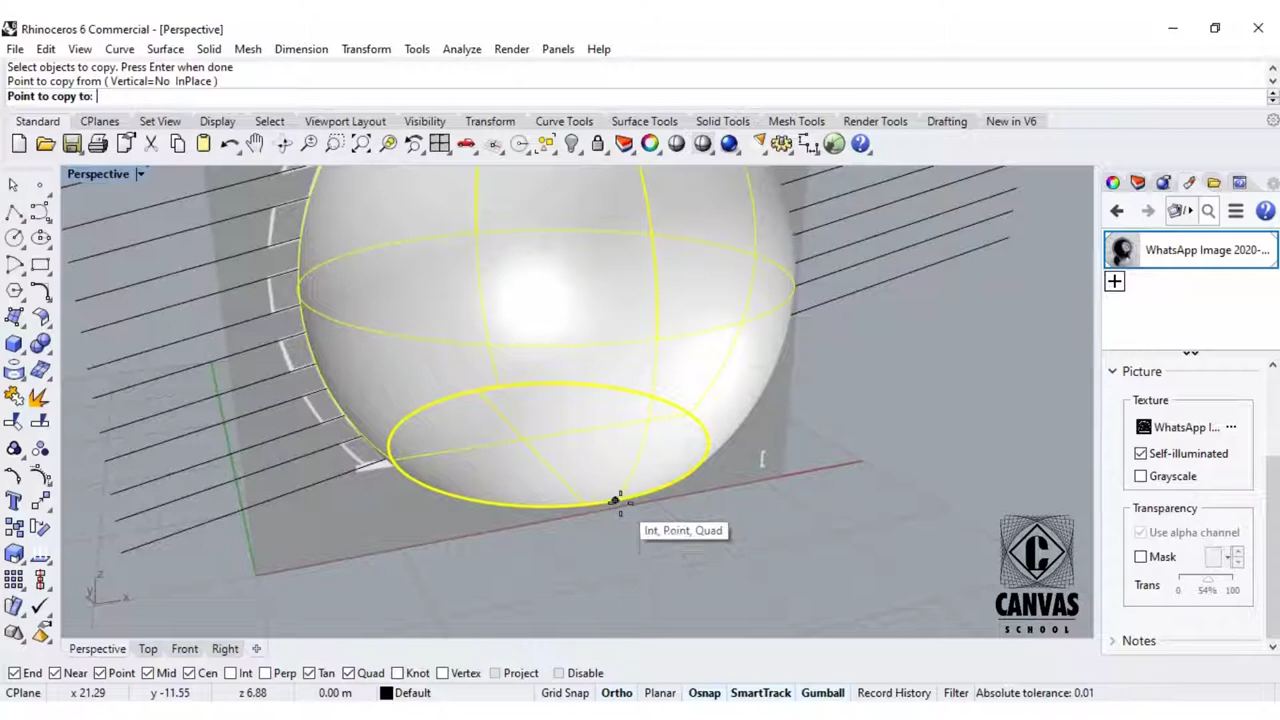 Rhinoceros 6 Commercial - [Perspective]
File Edit View Curve Surface Solid Mesh Dimension Transform Tools Analyze Render Panels Help
Select objects to copy. Press Enter when done
Point to copy from ( Vertical=No InPlace )
Point to copy to:
Standard CPlanes Set View Display Select Viewport Layout Visibility Transform Curve Tools Surface Tools Solid Tools Mesh Tools Render Tools Drafting New in V6
Perspective
WhatsApp Image 2020-...
Picture
Texture
WhatsApp I... ...
Self-illuminated
Grayscale
Transparency
Use alpha channel
Mask
Trans
0 54% 100
Notes
Int, Point, Quad
z
y x
CANVAS
SCHOOL
Perspective Top Front Right
End Near Point Mid Cen Int Perp Tan Quad Knot Vertex Project Disable
CPlane x 21.29 y -11.55 z 6.88 0.00 m Default Grid Snap Ortho Planar Osnap SmartTrack Gumball Record History Filter Absolute tolerance: 0.01